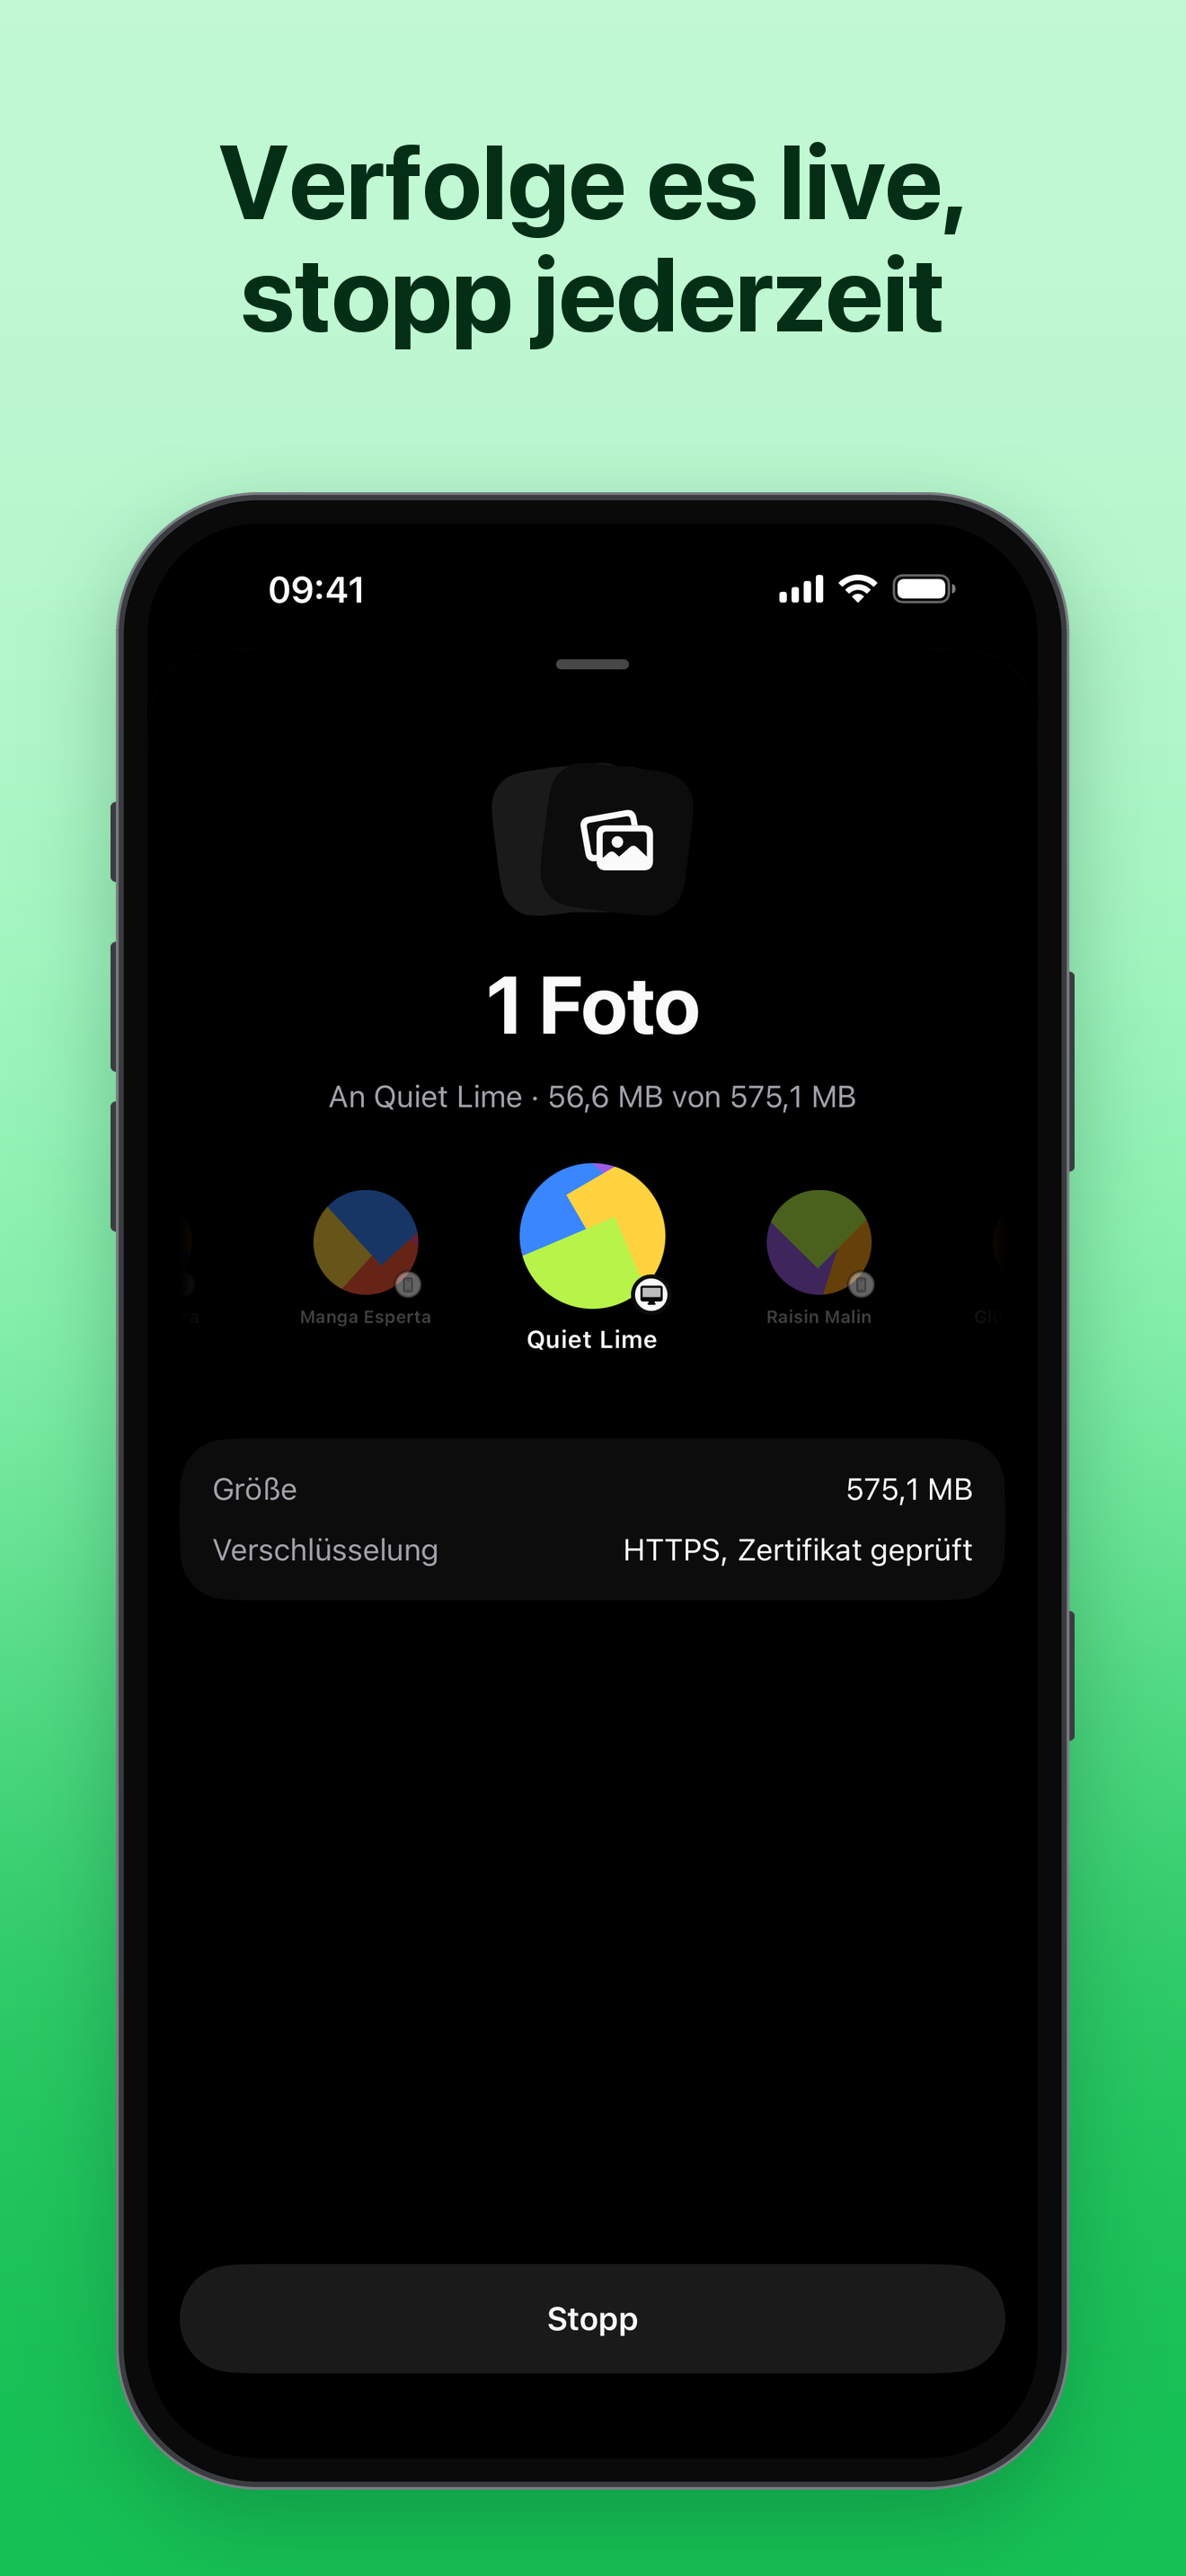 Verfolge es live,
stopp jederzeit
09:41
1 Foto
An Quiet Lime · 56,6 MB von 575,1 MB
Manga Esperta
Quiet Lime
Raisin Malin
Größe
575,1 MB
Verschlüsselung
HTTPS, Zertifikat geprüft
Stopp